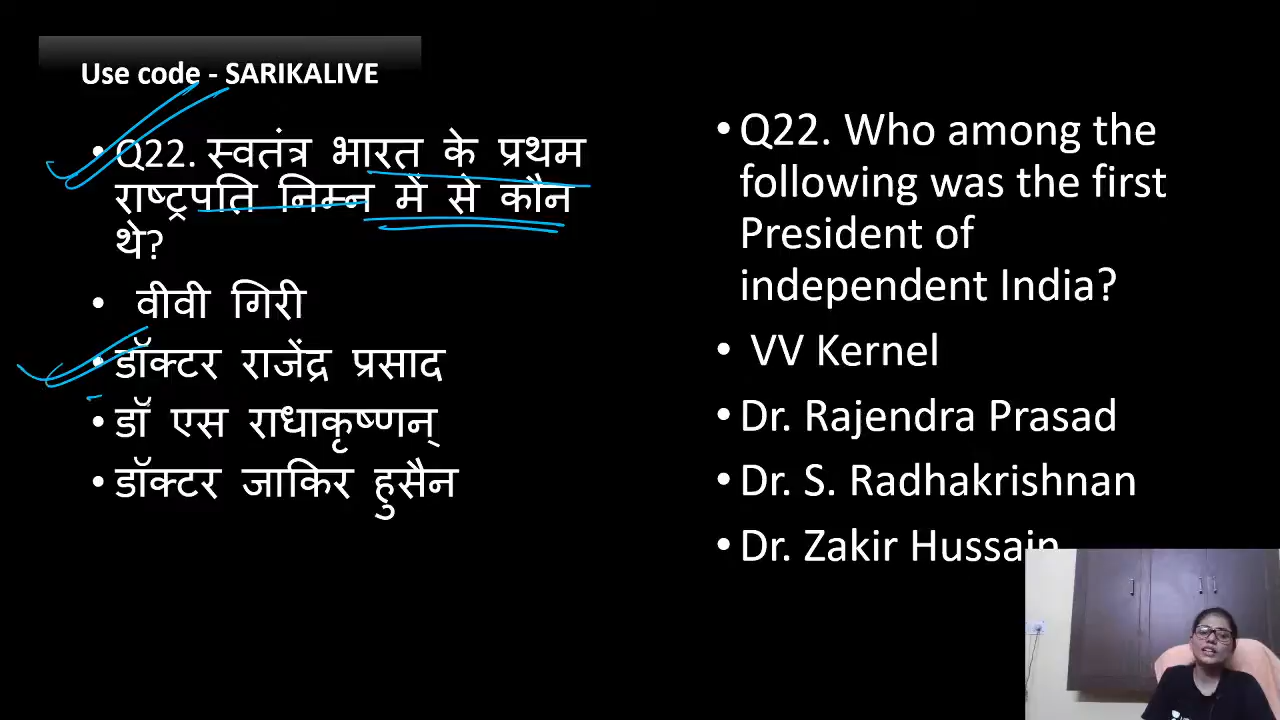 Use code - SARIKALIVE
• Q22. स्वतंत्र भारत के प्रथम
राष्ट्रपति निम्न में से कौन
थे?
• वीवी गिरी
• डॉक्टर राजेंद्र प्रसाद
• डॉ एस राधाकृष्णन्
• डॉक्टर जाकिर हुसैन
• Q22. Who among the
following was the first
President of
independent India?
• VV Kernel
• Dr. Rajendra Prasad
• Dr. S. Radhakrishnan
• Dr. Zakir Hussain